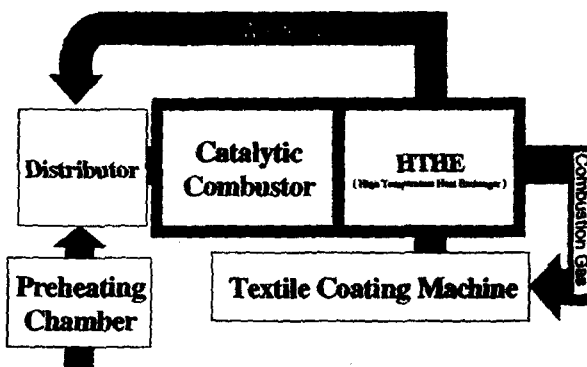 Distributor
Catalytic
Combustor
HTHE
(High Temperature Heat Exchanger)
Combustion Gas
Preheating
Chamber
Textile Coating Machine